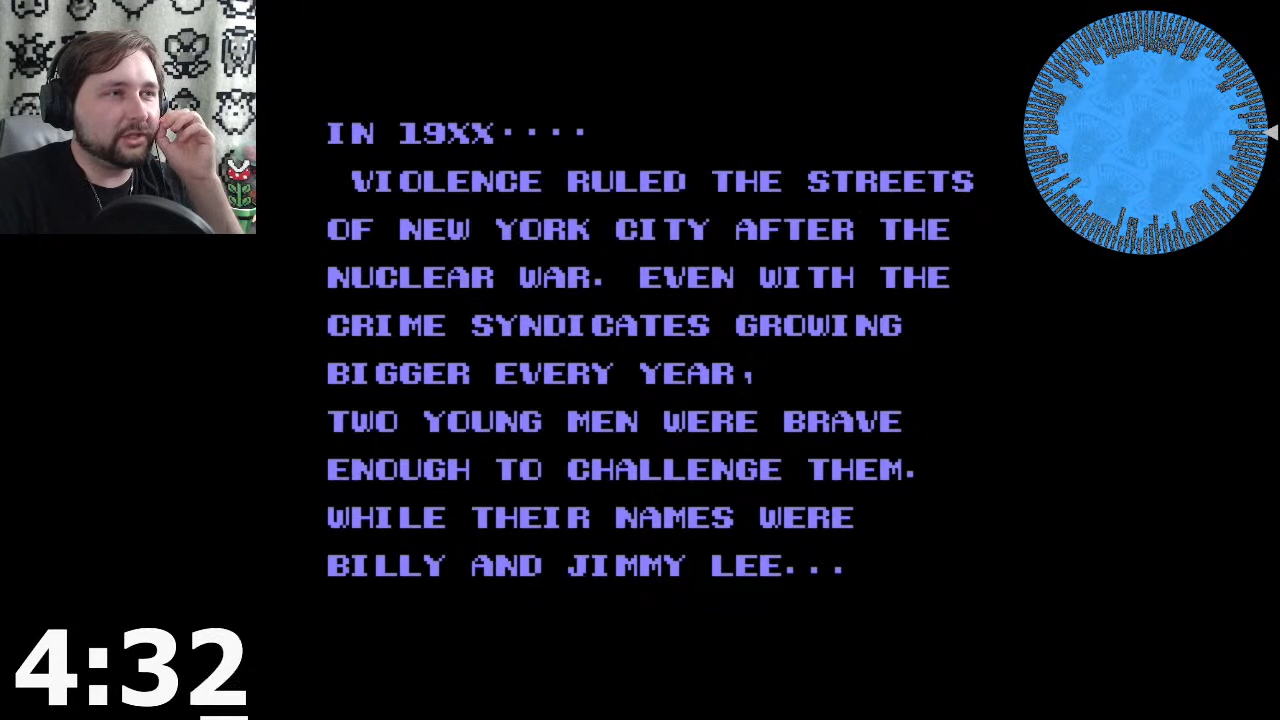 IN 19XX....
VIOLENCE RULED THE STREETS
OF NEW YORK CITY AFTER THE
NUCLEAR WAR. EVEN WITH THE
CRIME SYNDICATES GROWING
BIGGER EVERY YEAR,
TWO YOUNG MEN WERE BRAVE
ENOUGH TO CHALLENGE THEM.
WHILE THEIR NAMES WERE
BILLY AND JIMMY LEE...
4:32